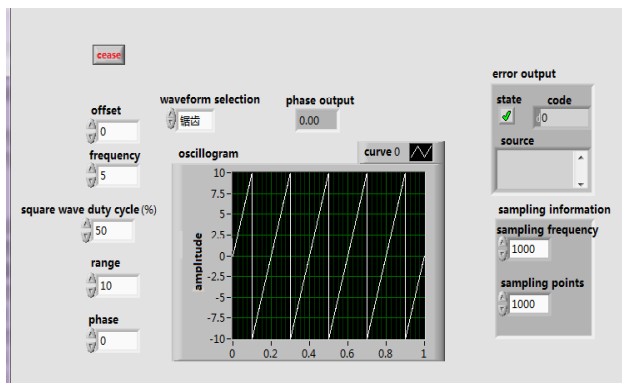 cease
error output
state code
0
source
offset
0
waveform selection
锯齿
phase output
0.00
frequency
5
oscillogram
curve 0
square wave duty cycle (%)
50
range
10
phase
0
amplitude
10
7.5
5
2.5
0
-2.5
-5
-7.5
-10
0 0.2 0.4 0.6 0.8 1
sampling information
sampling frequency
1000
sampling points
1000